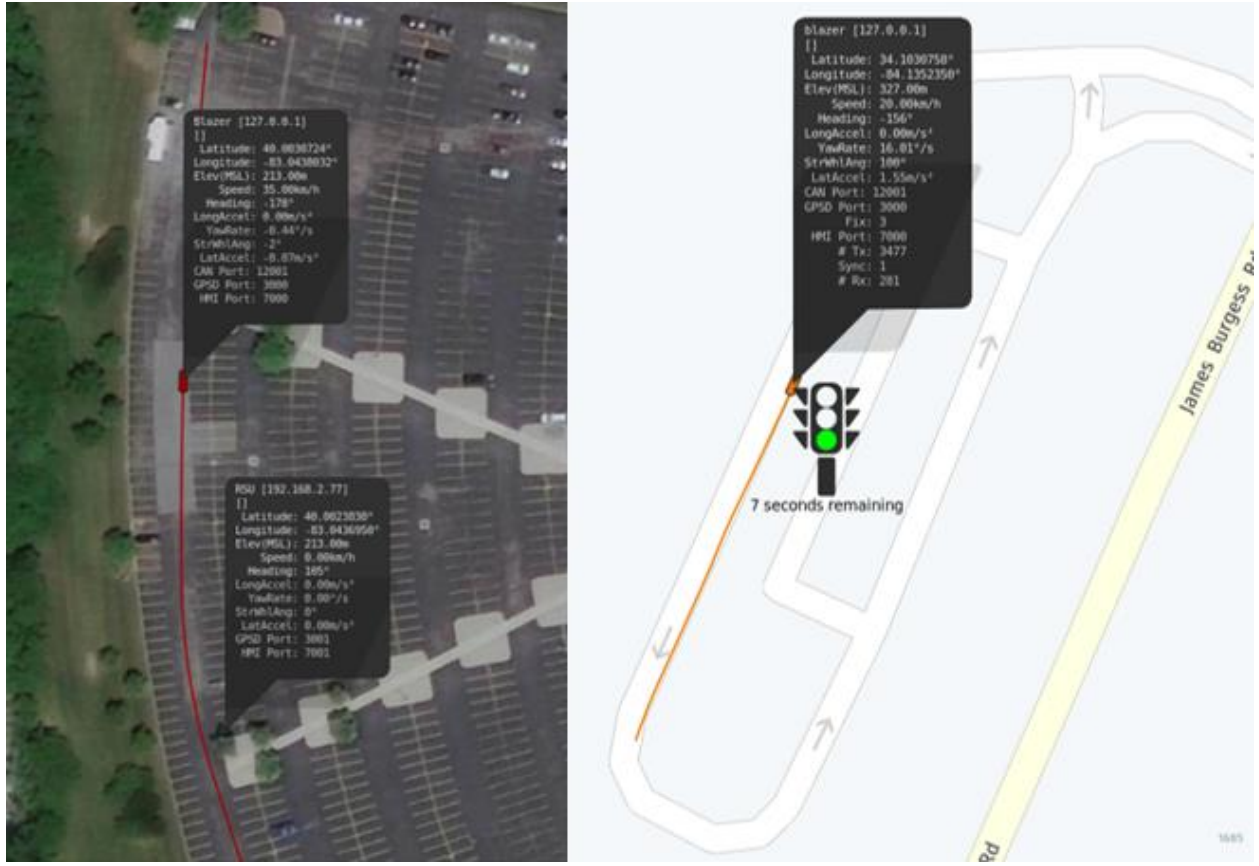 Blazer [127.0.0.1]
[]
Latitude: 40.0030724°
Longitude: -83.0438032°
Elev(MSL): 213.00m
Speed: 35.00km/h
Heading: -178°
LongAccel: 0.00m/s²
YawRate: -0.44°/s
StrWhlAng: -2°
LatAccel: -0.07m/s²
CAN Port: 12001
GPSD Port: 3000
HMI Port: 7000
RSU [192.168.2.77]
[]
Latitude: 40.0023030°
Longitude: -83.0436950°
Elev(MSL): 213.00m
Speed: 0.00km/h
Heading: 105°
LongAccel: 0.00m/s²
YawRate: 0.00°/s
StrWhlAng: 0°
LatAccel: 0.00m/s²
GPSD Port: 3001
HMI Port: 7001
blazer [127.0.0.1]
[]
Latitude: 34.1030750°
Longitude: -84.1352350°
Elev(MSL): 327.00m
Speed: 20.00km/h
Heading: -156°
LongAccel: 0.00m/s²
YawRate: 16.01°/s
StrWhlAng: 100°
LatAccel: 1.55m/s²
CAN Port: 12001
GPSD Port: 3000
Fix: 3
HMI Port: 7000
# Tx: 3477
Sync: 1
# Rx: 281
7 seconds remaining
James Burgess Rd
Rd
1685